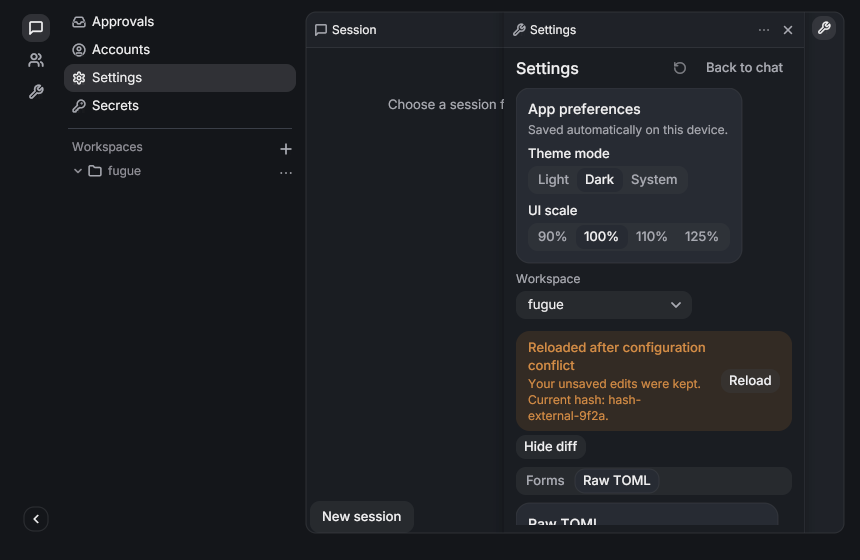 Approvals
Accounts
Settings
Secrets
Workspaces
fugue
Session
Choose a session f
New session
Settings
Settings
Back to chat
App preferences
Saved automatically on this device.
Theme mode
Light Dark System
UI scale
90% 100% 110% 125%
Workspace
fugue
Reloaded after configuration
conflict
Your unsaved edits were kept.
Current hash: hash-
external-9f2a.
Reload
Hide diff
Forms Raw TOML
Raw TOML